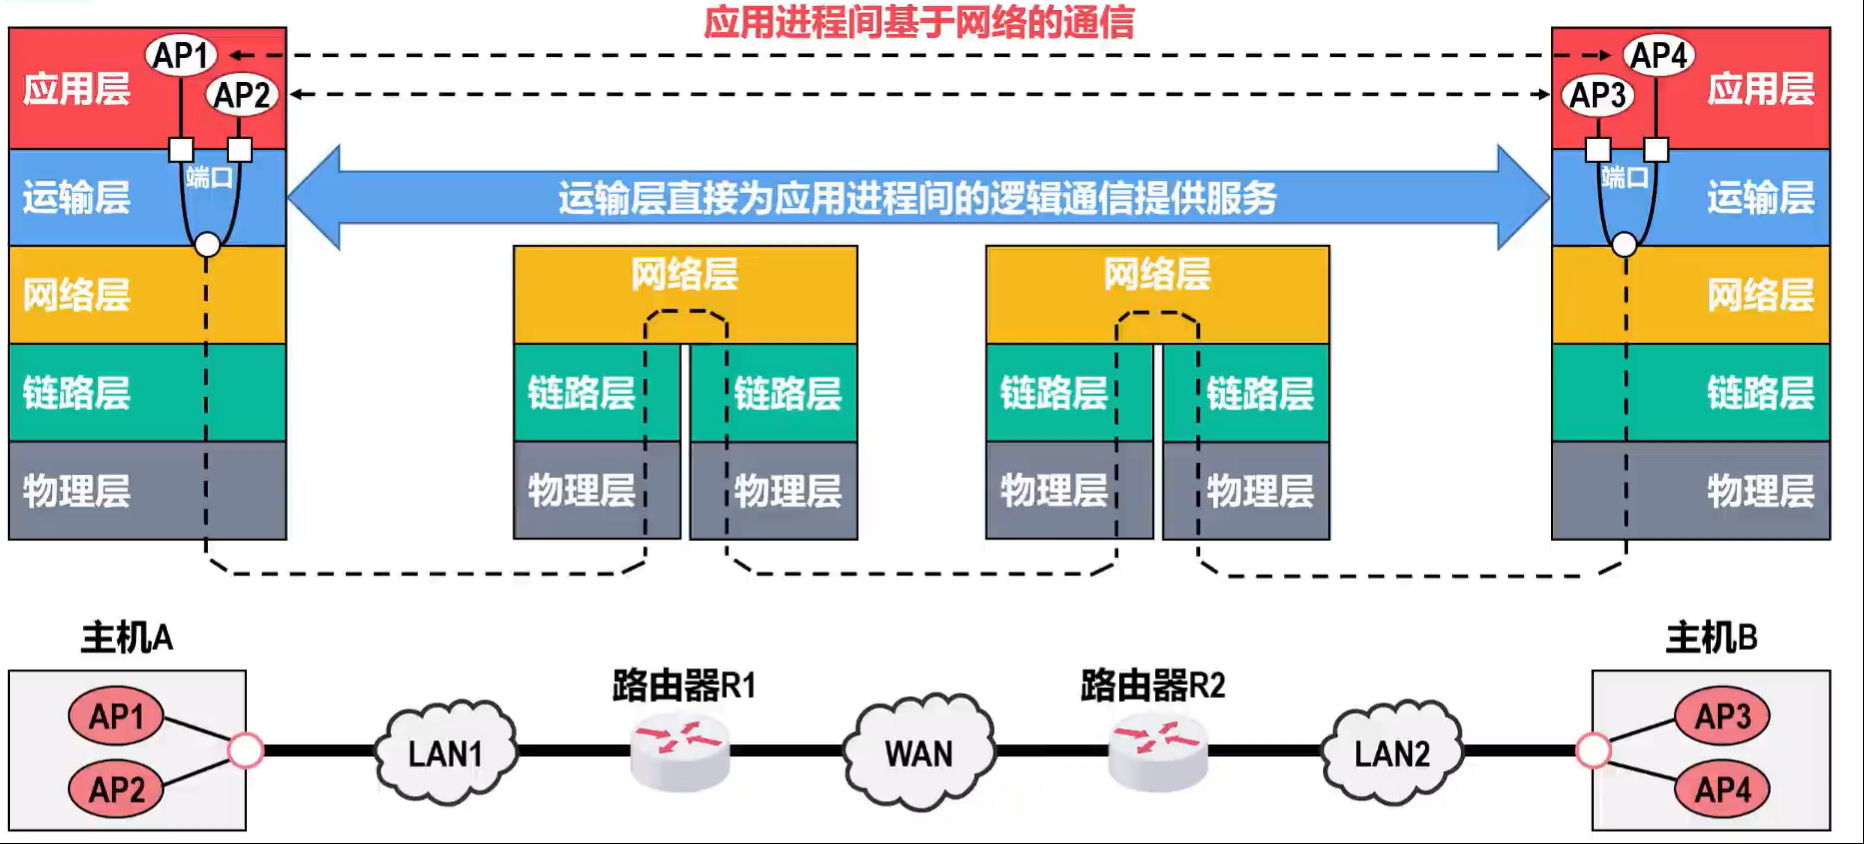 应用进程间基于网络的通信
AP1
AP4
应用层
AP2
AP3
应用层
端口
端口
运输层
运输层直接为应用进程间的逻辑通信提供服务
运输层
网络层
网络层
网络层
网络层
链路层
链路层
链路层
链路层
链路层
链路层
物理层
物理层
物理层
物理层
物理层
物理层
主机A
主机B
路由器R1
路由器R2
AP1
AP3
LAN1
WAN
LAN2
AP2
AP4